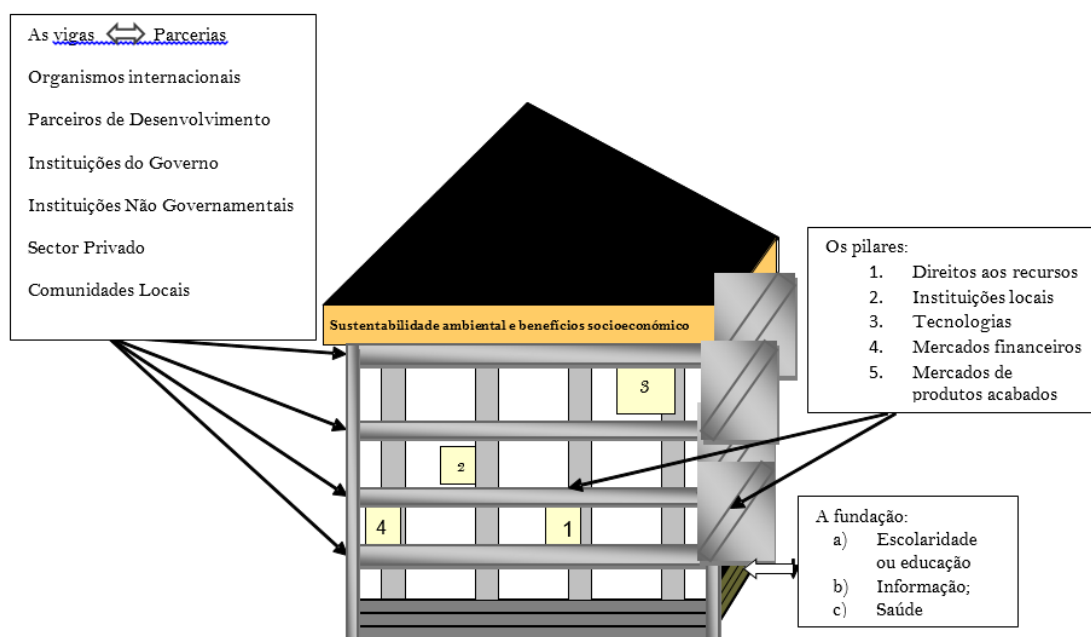 As vigas Parcerias
Organismos internacionais
Parceiros de Desenvolvimento
Instituições do Governo
Instituições Não Governamentais
Sector Privado
Comunidades Locais
Sustentabilidade ambiental e benefícios socioeconómico
3
2
4
1
Os pilares:
1. Direitos aos recursos
2. Instituições locais
3. Tecnologias
4. Mercados financeiros
5. Mercados de
produtos acabados
A fundação:
a) Escolaridade
ou educação
b) Informação;
c) Saúde